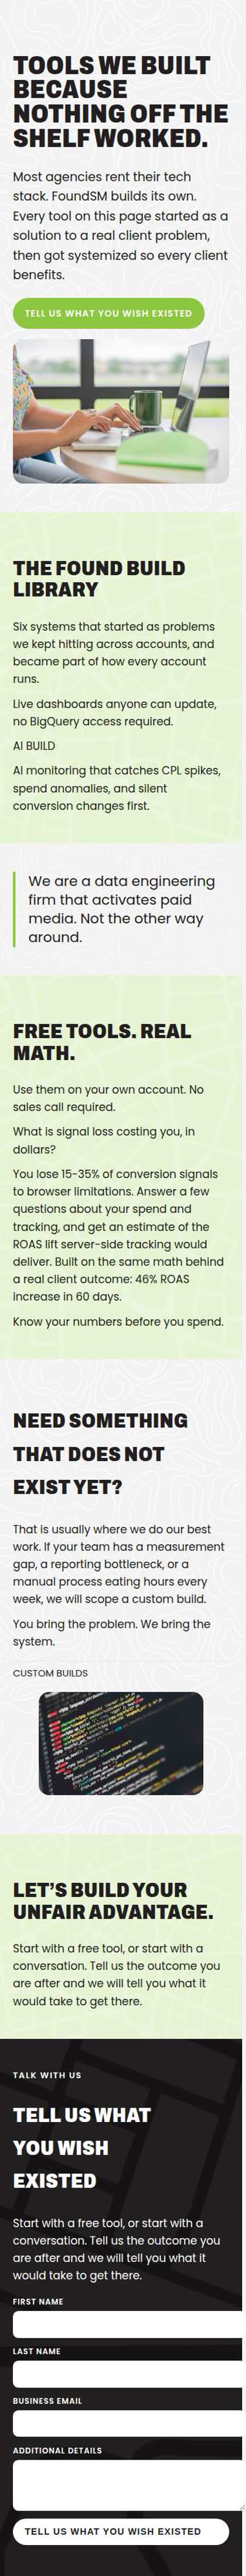 TOOLS WE BUILT
BECAUSE
NOTHING OFF THE
SHELF WORKED.
Most agencies rent their tech
stack. FoundSM builds its own.
Every tool on this page started as a
solution to a real client problem,
then got systemized so every client
benefits.
TELL US WHAT YOU WISH EXISTED
THE FOUND BUILD
LIBRARY
Six systems that started as problems
we kept hitting across accounts, and
became part of how every account
runs.
Live dashboards anyone can update,
no BigQuery access required.
AI BUILD
AI monitoring that catches CPL spikes,
spend anomalies, and silent
conversion changes first.
We are a data engineering
firm that activates paid
media. Not the other way
around.
FREE TOOLS. REAL
MATH.
Use them on your own account. No
sales call required.
What is signal loss costing you, in
dollars?
You lose 15-35% of conversion signals
to browser limitations. Answer a few
questions about your spend and
tracking, and get an estimate of the
ROAS lift server-side tracking would
deliver. Built on the same math behind
a real client outcome: 46% ROAS
increase in 60 days.
Know your numbers before you spend.
NEED SOMETHING
THAT DOES NOT
EXIST YET?
That is usually where we do our best
work. If your team has a measurement
gap, a reporting bottleneck, or a
manual process eating hours every
week, we will scope a custom build.
You bring the problem. We bring the
system.
CUSTOM BUILDS
LET’S BUILD YOUR
UNFAIR ADVANTAGE.
Start with a free tool, or start with a
conversation. Tell us the outcome you
are after and we will tell you what it
would take to get there.
TALK WITH US
TELL US WHAT
YOU WISH
EXISTED
Start with a free tool, or start with a
conversation. Tell us the outcome you
are after and we will tell you what it
would take to get there.
FIRST NAME
LAST NAME
BUSINESS EMAIL
ADDITIONAL DETAILS
TELL US WHAT YOU WISH EXISTED